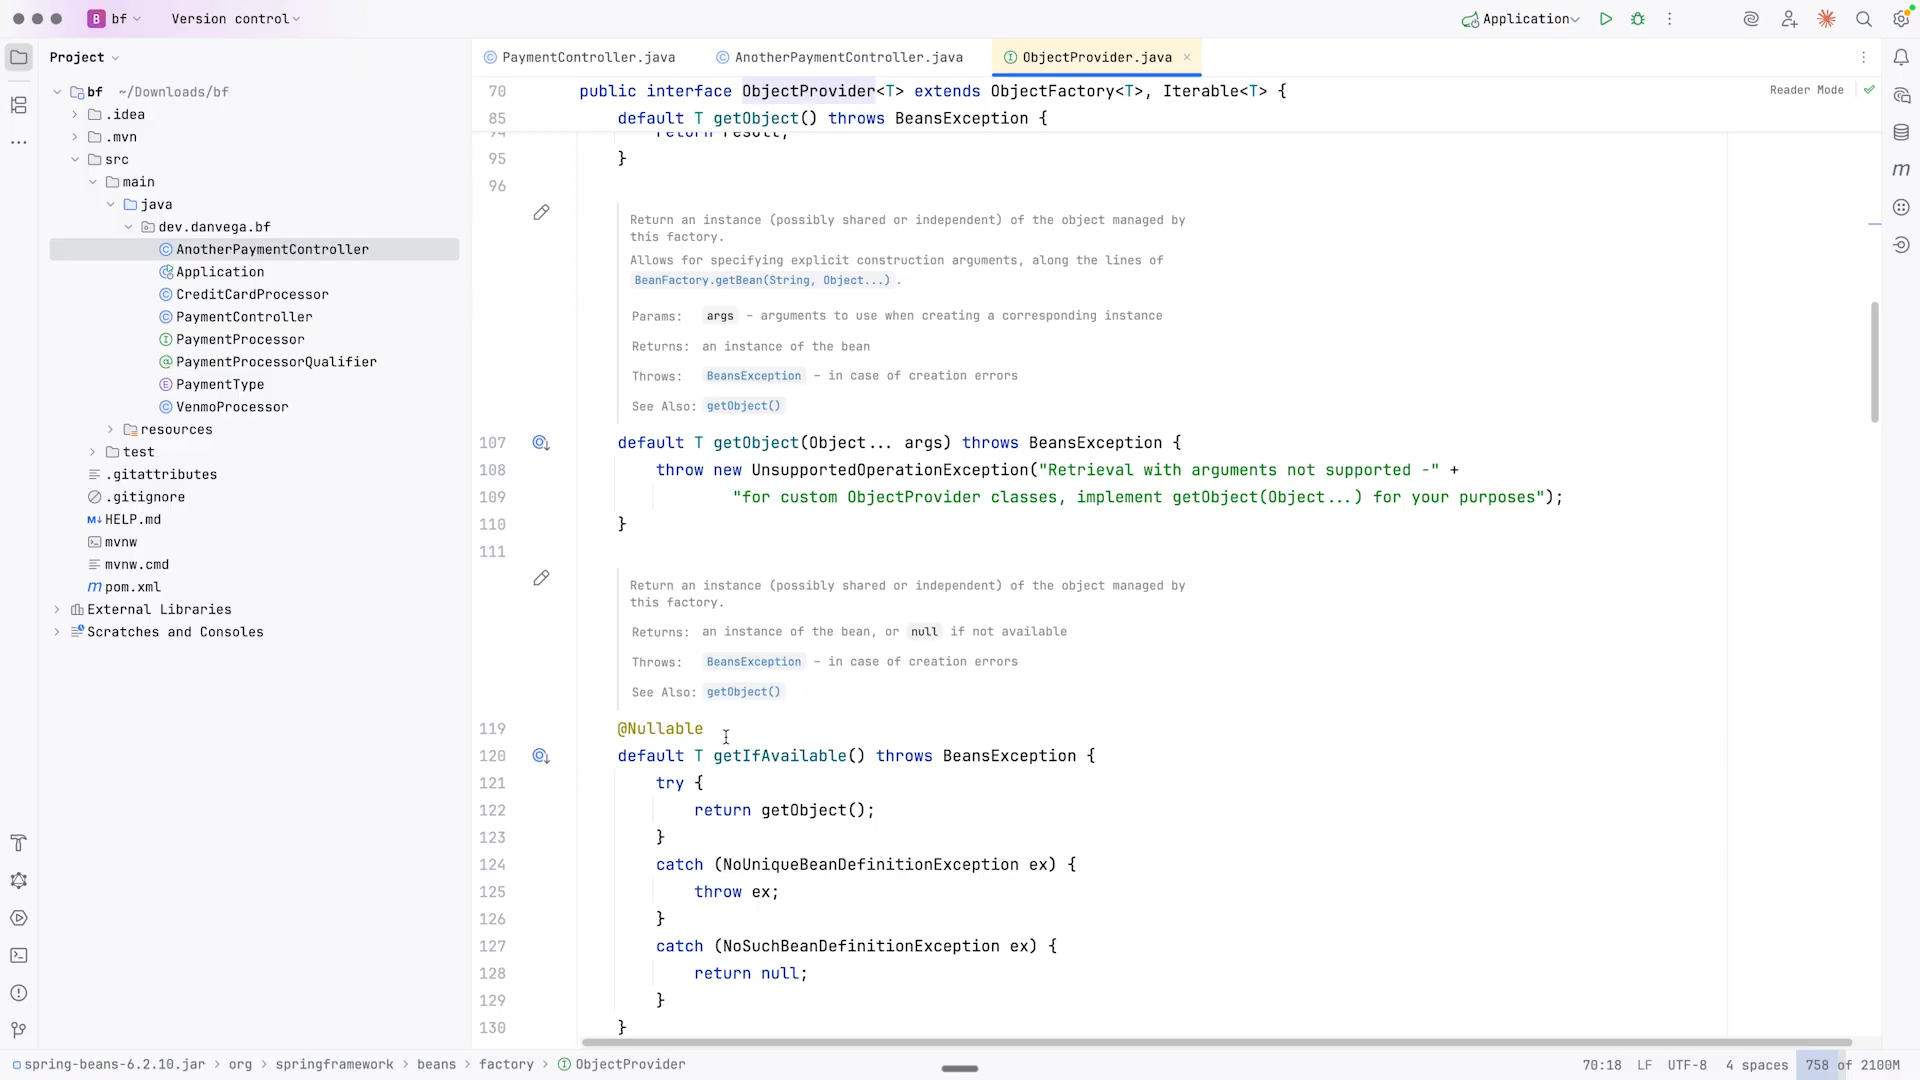 B bf
Version control
Application
Project
PaymentController.java
AnotherPaymentController.java
ObjectProvider.java
bf ~/Downloads/bf
.idea
.mvn
src
main
java
dev.danvega.bf
AnotherPaymentController
Application
CreditCardProcessor
PaymentController
PaymentProcessor
PaymentProcessorQualifier
PaymentType
VenmoProcessor
resources
test
.gitattributes
.gitignore
HELP.md
mvnw
mvnw.cmd
pom.xml
External Libraries
Scratches and Consoles
Reader Mode
70 public interface ObjectProvider<T> extends ObjectFactory<T>, Iterable<T> {
85 default T getObject() throws BeansException {
94 return result;
95 }
96
Return an instance (possibly shared or independent) of the object managed by
this factory.
Allows for specifying explicit construction arguments, along the lines of
BeanFactory.getBean(String, Object...) .
Params: args – arguments to use when creating a corresponding instance
Returns: an instance of the bean
Throws: BeansException – in case of creation errors
See Also: getObject()
107 default T getObject(Object... args) throws BeansException {
108 throw new UnsupportedOperationException("Retrieval with arguments not supported -" +
109 "for custom ObjectProvider classes, implement getObject(Object...) for your purposes");
110 }
111
Return an instance (possibly shared or independent) of the object managed by
this factory.
Returns: an instance of the bean, or null if not available
Throws: BeansException – in case of creation errors
See Also: getObject()
119 @Nullable
120 default T getIfAvailable() throws BeansException {
121 try {
122 return getObject();
123 }
124 catch (NoUniqueBeanDefinitionException ex) {
125 throw ex;
126 }
127 catch (NoSuchBeanDefinitionException ex) {
128 return null;
129 }
130 }
spring-beans-6.2.10.jar > org > springframework > beans > factory > ObjectProvider
70:18 LF UTF-8 4 spaces 758 of 2100M